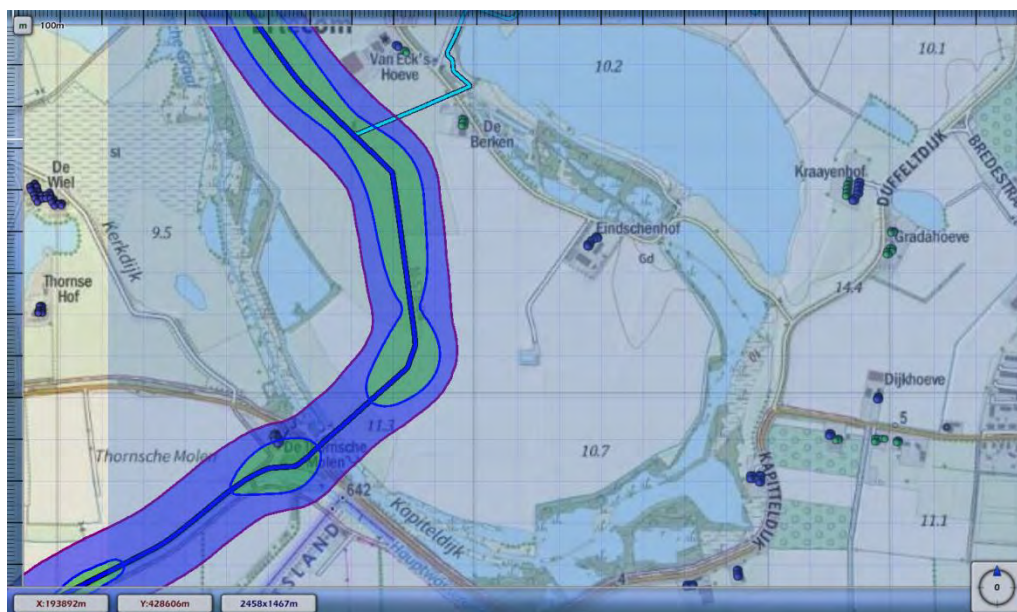 m
100m
Van Eck's
Hoeve
10.2
10.1
De
Berken
De
Wiel
Kraayenhof
DUFFELTDIJK
9.5
Kerkdijk
Eindschenhof
Gd
Gradahoeve
Thornse
Hof
14.4
Dijkhoeve
5
11.3
Thornsche Molen
De Thornsche
Molen
10.7
642
Kapiteldijk
KAPITTELDIJK
11.1
4
X:193892m
Y:428606m
2458x1467m
0